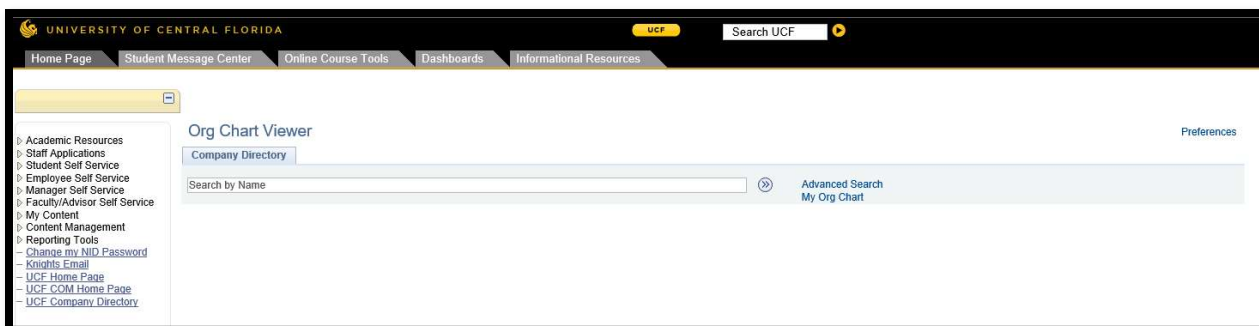 UNIVERSITY OF CENTRAL FLORIDA
UCF
Search UCF
Home Page Student Message Center Online Course Tools Dashboards Informational Resources
Academic Resources
Staff Applications
Student Self Service
Employee Self Service
Manager Self Service
Faculty/Advisor Self Service
My Content
Content Management
Reporting Tools
Change my NID Password
Knights Email
UCF Home Page
UCF COM Home Page
UCF Company Directory
Org Chart Viewer
Preferences
Company Directory
Search by Name
Advanced Search
My Org Chart